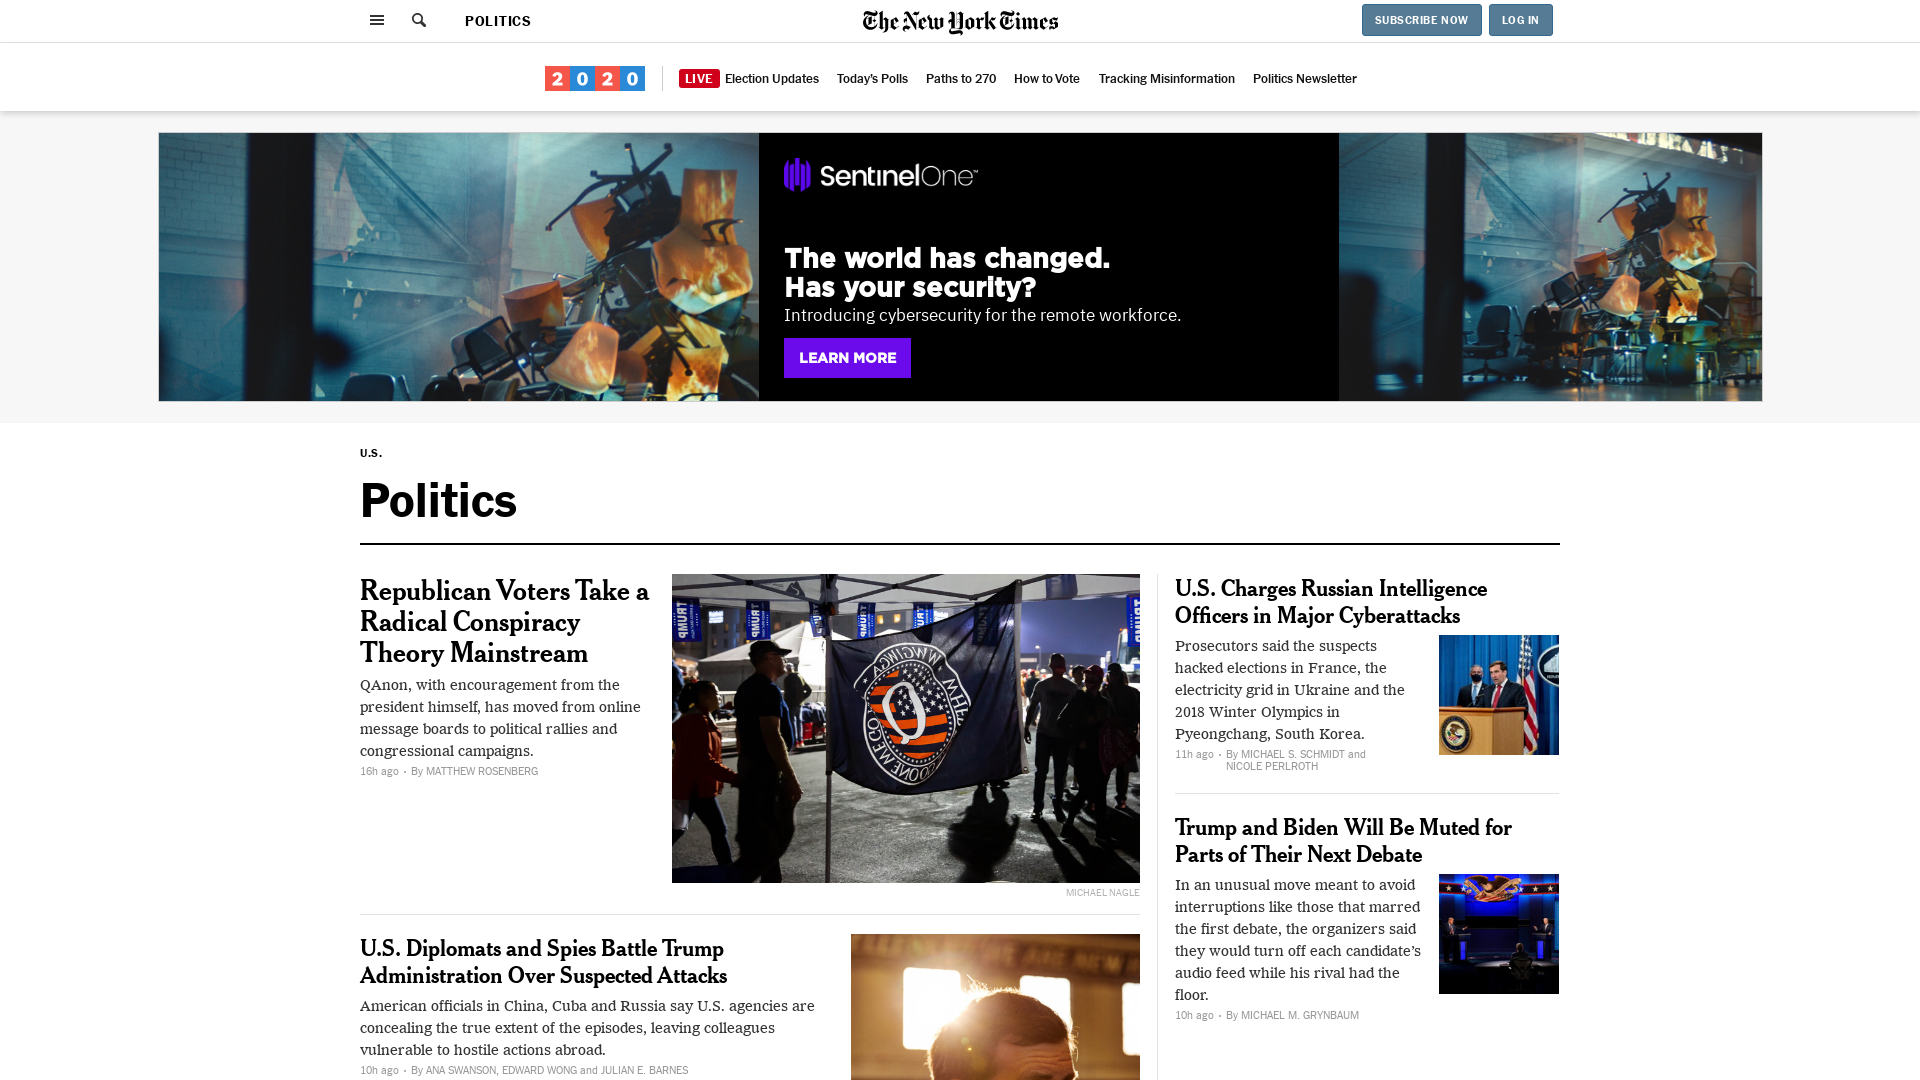 POLITICS
The New York Times
SUBSCRIBE NOW
LOG IN
2020
LIVE Election Updates
Today's Polls
Paths to 270
How to Vote
Tracking Misinformation
Politics Newsletter
SentinelOne™
The world has changed.
Has your security?
Introducing cybersecurity for the remote workforce.
LEARN MORE
U.S.
Politics
Republican Voters Take a
Radical Conspiracy
Theory Mainstream
QAnon, with encouragement from the
president himself, has moved from online
message boards to political rallies and
congressional campaigns.
16h ago • By MATTHEW ROSENBERG
TRUMP
Q
MICHAEL NAGLE
U.S. Diplomats and Spies Battle Trump
Administration Over Suspected Attacks
American officials in China, Cuba and Russia say U.S. agencies are
concealing the true extent of the episodes, leaving colleagues
vulnerable to hostile actions abroad.
10h ago • By ANA SWANSON, EDWARD WONG and JULIAN E. BARNES
U.S. Charges Russian Intelligence
Officers in Major Cyberattacks
Prosecutors said the suspects
hacked elections in France, the
electricity grid in Ukraine and the
2018 Winter Olympics in
Pyeongchang, South Korea.
11h ago • By MICHAEL S. SCHMIDT and
NICOLE PERLROTH
Trump and Biden Will Be Muted for
Parts of Their Next Debate
In an unusual move meant to avoid
interruptions like those that marred
the first debate, the organizers said
they would turn off each candidate's
audio feed while his rival had the
floor.
10h ago • By MICHAEL M. GRYNBAUM